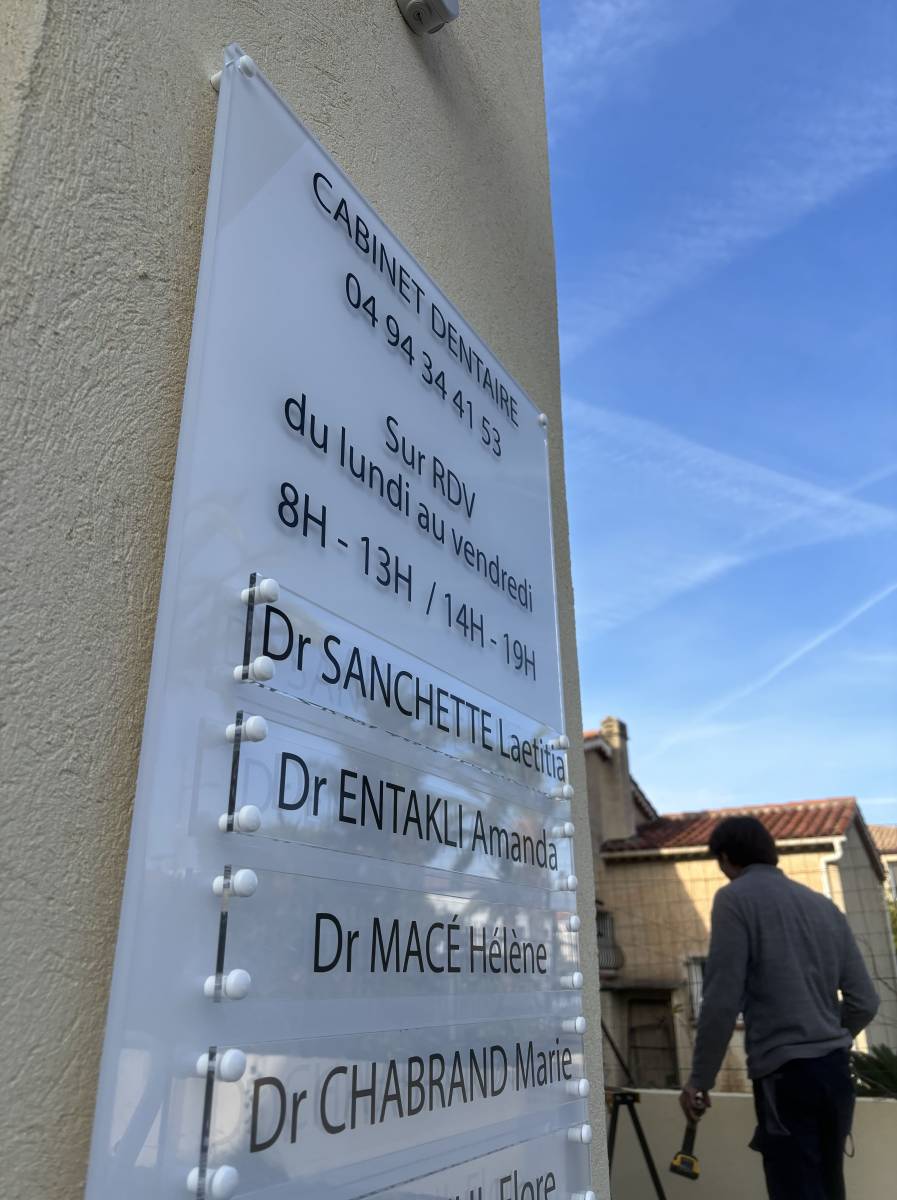 CABINET DENTAIRE
04 94 34 41 53
Sur RDV
du lundi au vendredi
8H - 13H / 14H - 19H
Dr SANCHETTE Laetitia
Dr ENTAKLI Amanda
Dr MACÉ Hélène
Dr CHABRAND Marie
Flore